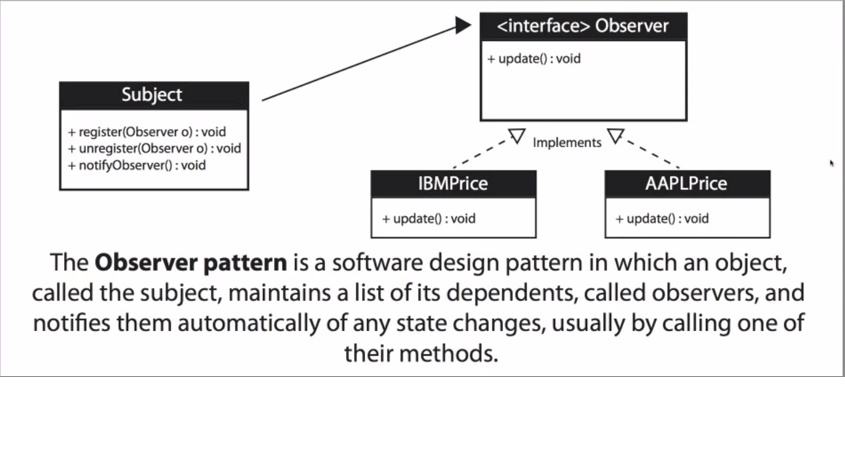 <interface> Observer
+ update() : void
Subject
+ register(Observer o) : void
+ unregister(Observer o) : void
+ notifyObserver() : void
Implements
IBMPrice
+ update() : void
AAPLPrice
+ update() : void
The Observer pattern is a software design pattern in which an object,
called the subject, maintains a list of its dependents, called observers, and
notifies them automatically of any state changes, usually by calling one of
their methods.